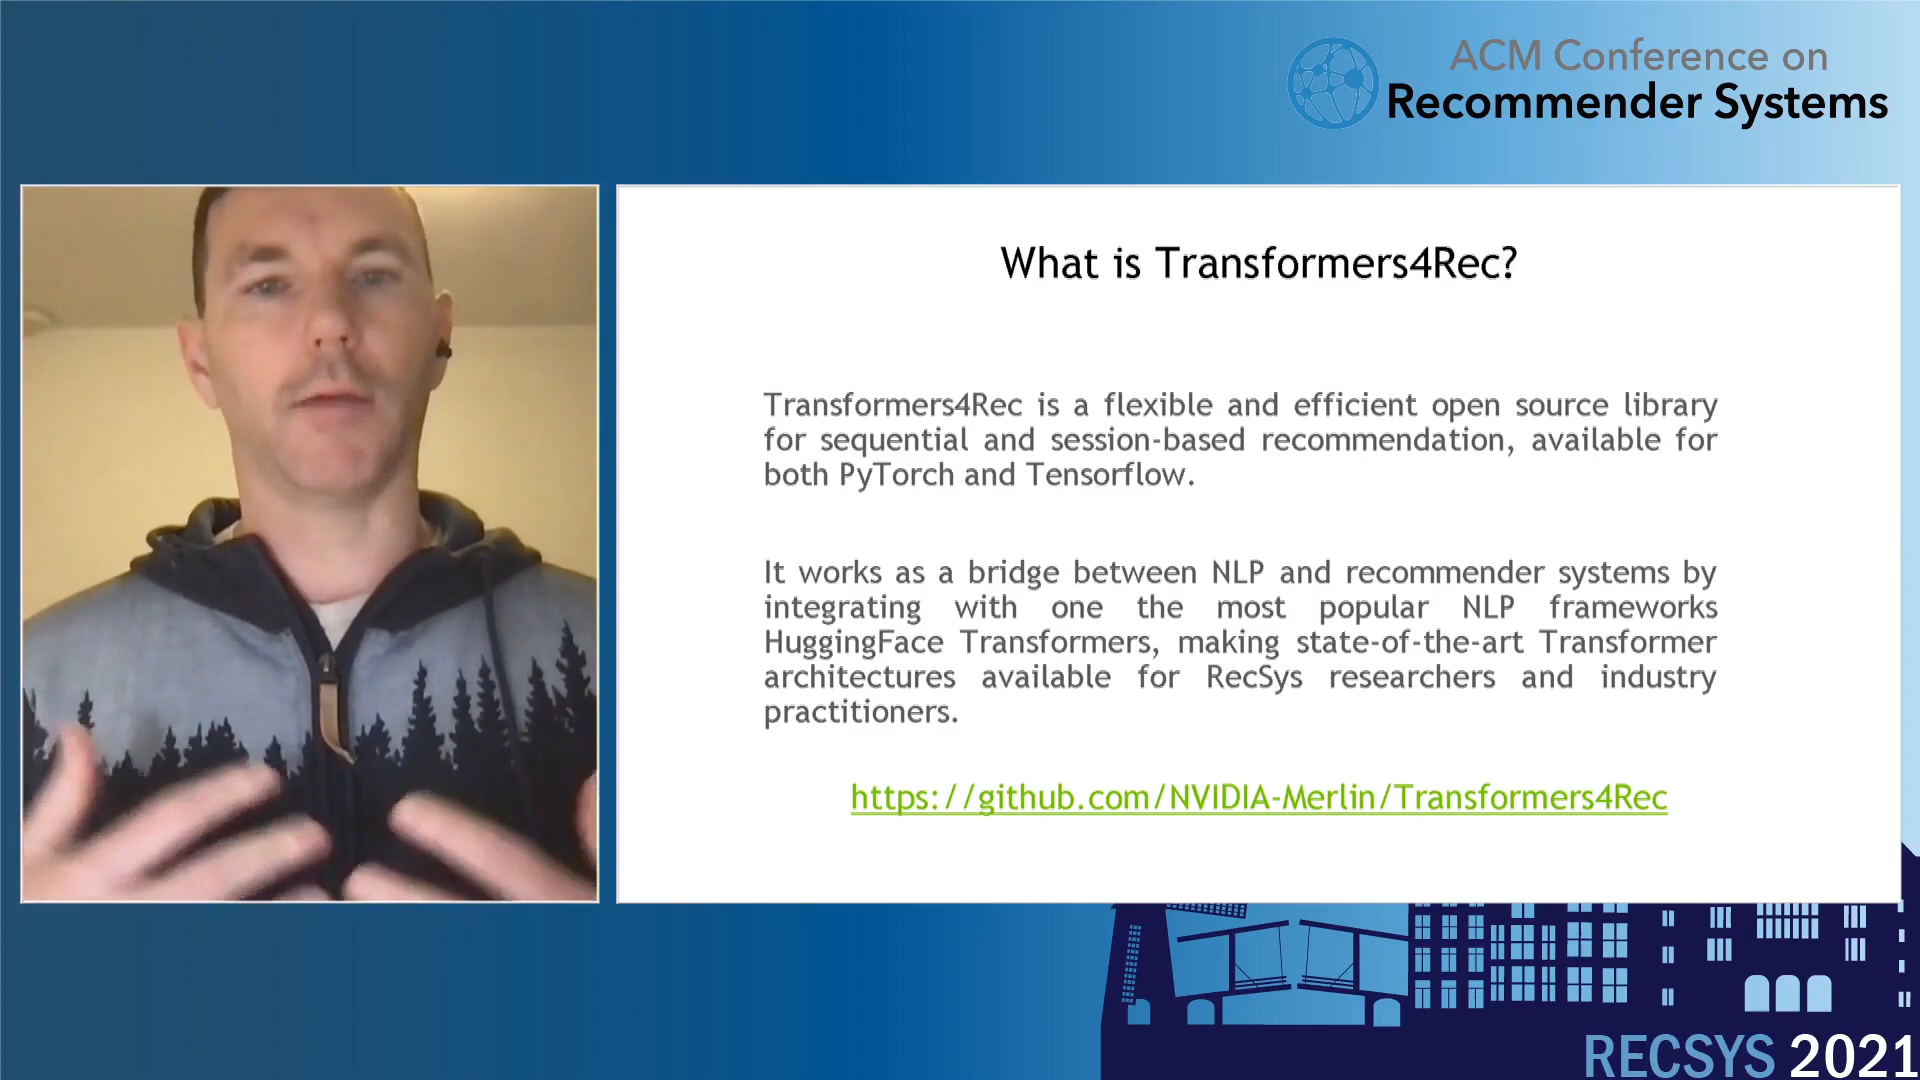 ACM Conference on
Recommender Systems
What is Transformers4Rec?
Transformers4Rec is a flexible and efficient open source library
for sequential and session-based recommendation, available for
both PyTorch and Tensorflow.
It works as a bridge between NLP and recommender systems by
integrating with one the most popular NLP frameworks
HuggingFace Transformers, making state-of-the-art Transformer
architectures available for RecSys researchers and industry
practitioners.
https://github.com/NVIDIA-Merlin/Transformers4Rec
RECSYS 2021